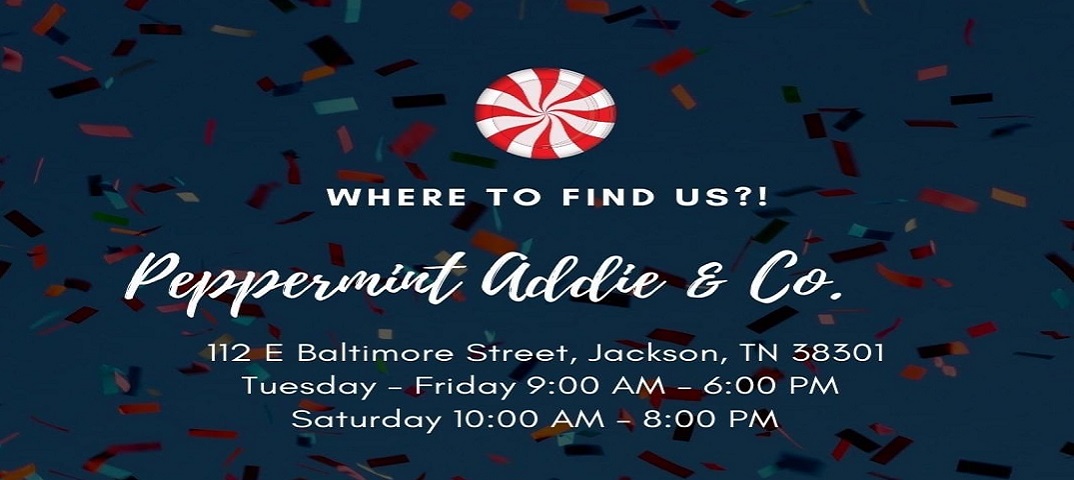 WHERE TO FIND US?!
Peppermint Addie & Co.
112 E Baltimore Street, Jackson, TN 38301
Tuesday - Friday 9:00 AM - 6:00 PM
Saturday 10:00 AM - 8:00 PM